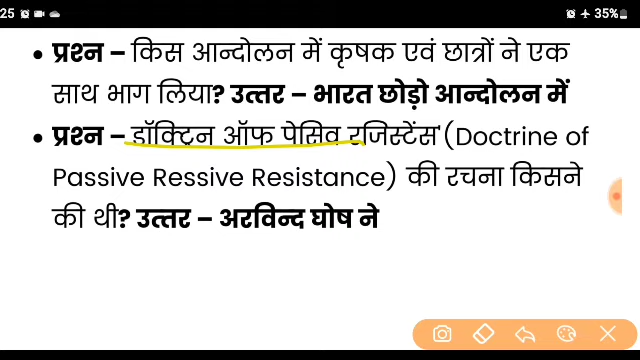 25
35%
• प्रश्न – किस आन्दोलन में कृषक एवं छात्रों ने एक
साथ भाग लिया? उत्तर – भारत छोड़ो आन्दोलन में
• प्रश्न – डॉक्ट्रिन ऑफ पेसिव रजिस्टेंस' (Doctrine of
Passive Ressive Resistance) की रचना किसने
की थी? उत्तर – अरविन्द घोष ने